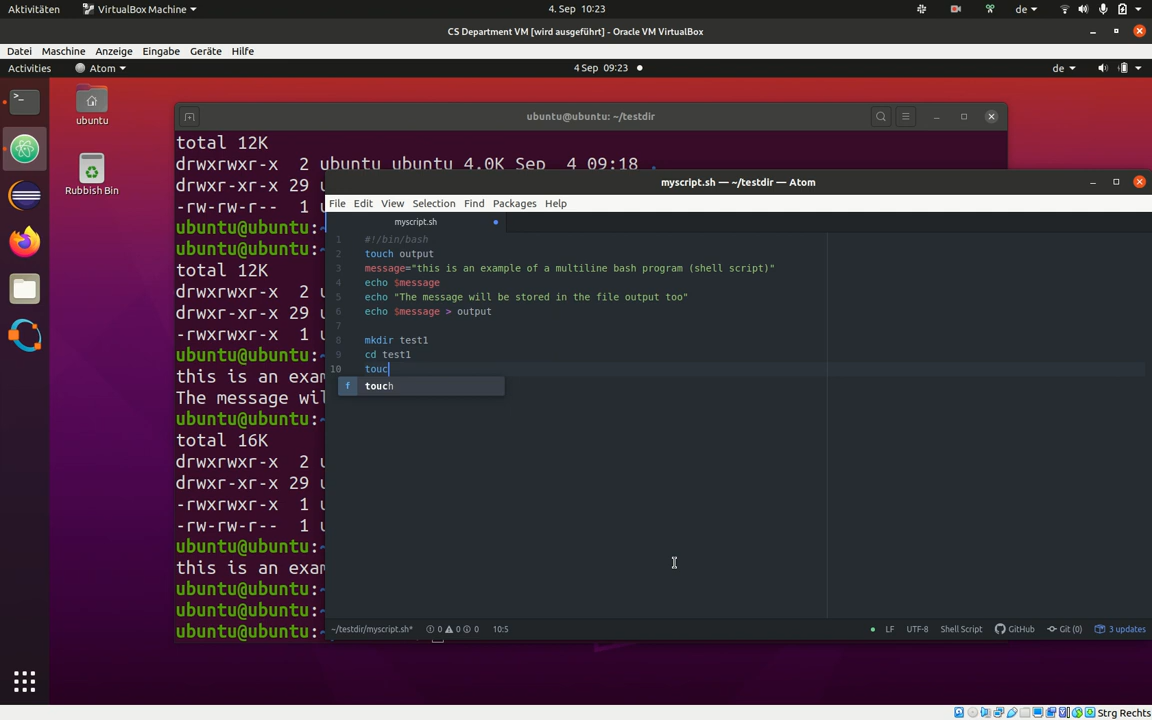 Aktivitäten VirtualBox Machine 4. Sep 10:23 de
CS Department VM [wird ausgeführt] - Oracle VM VirtualBox
Datei Maschine Anzeige Eingabe Geräte Hilfe
Activities Atom 4 Sep 09:23 de
ubuntu
Rubbish Bin
ubuntu@ubuntu: ~/testdir
total 12K
drwxrwxr-x 2 ubuntu ubuntu 4.0K Sep 4 09:18 .
drwxr-xr-x 29 u
-rw-rw-r-- 1 u
ubuntu@ubuntu:~
ubuntu@ubuntu:~
total 12K
drwxrwxr-x 2 u
drwxr-xr-x 29 u
-rwxrwxr-x 1 u
ubuntu@ubuntu:~
this is an exam
The message wil
ubuntu@ubuntu:~
total 16K
drwxrwxr-x 2 u
drwxr-xr-x 29 u
-rwxrwxr-x 1 u
-rw-rw-r-- 1 u
ubuntu@ubuntu:~
this is an exam
ubuntu@ubuntu:~
ubuntu@ubuntu:~
ubuntu@ubuntu:~
myscript.sh — ~/testdir — Atom
File Edit View Selection Find Packages Help
myscript.sh
1 #!/bin/bash
2 touch output
3 message="this is an example of a multiline bash program (shell script)"
4 echo $message
5 echo "The message will be stored in the file output too"
6 echo $message > output
7
8 mkdir test1
9 cd test1
10 touc
f touch
~/testdir/myscript.sh* 0 0 0 10:5 LF UTF-8 Shell Script GitHub Git (0) 3 updates
Strg Rechts